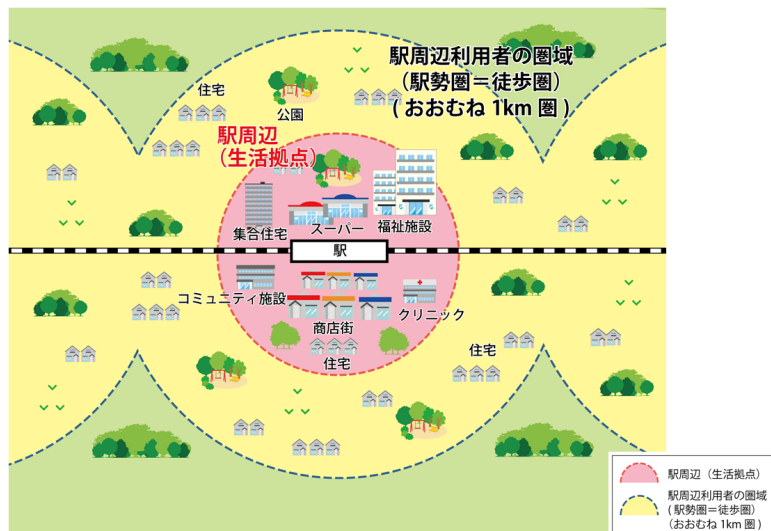 駅周辺利用者の圏域
（駅勢圏＝徒歩圏）
( おおむね 1km 圏 )
住宅
公園
駅周辺
（生活拠点）
集合住宅
スーパー
福祉施設
駅
コミュニティ施設
クリニック
商店街
住宅
住宅
駅周辺（生活拠点）
駅周辺利用者の圏域
( 駅勢圏＝徒歩圏)
（おおむね 1km 圏 )